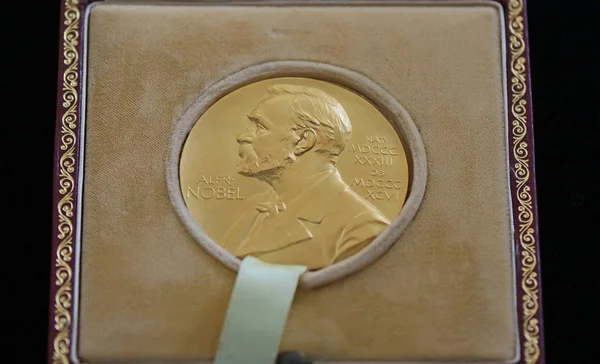 ALFR·
NOBEL
NAT·
MDCCC
XXXIII
OB·
MDCCC
XCVI